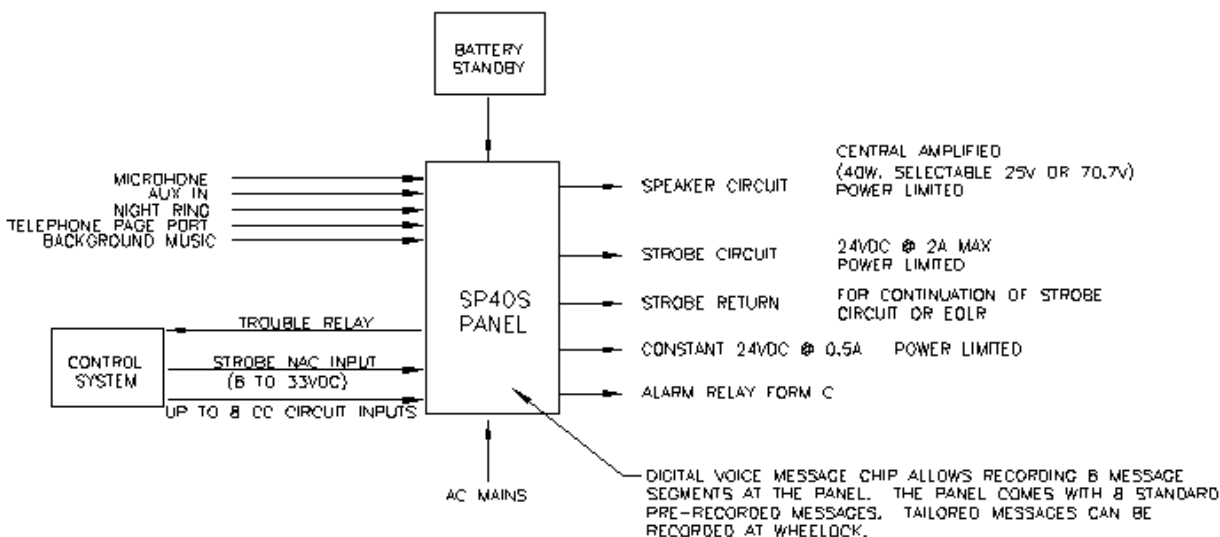 BATTERY
STANDBY
MICROHONE
AUX IN
NIGHT RING
TELEPHONE PAGE PORT
BACKGROUND MUSIC
SP40S
PANEL
CONTROL
SYSTEM
TROUBLE RELAY
STROBE NAC INPUT
(8 TO 33VDC)
UP TO 8 CC CIRCUIT INPUTS
AC MAINS
SPEAKER CIRCUIT
CENTRAL AMPLIFIED
(40W, SELECTABLE 25V OR 70.7V)
POWER LIMITED
STROBE CIRCUIT
24VDC @ 2A MAX
POWER LIMITED
STROBE RETURN
FOR CONTINUATION OF STROBE
CIRCUIT OR EOLR
CONSTANT 24VDC @ 0.5A POWER LIMITED
ALARM RELAY FORM C
DIGITAL VOICE MESSAGE CHIP ALLOWS RECORDING 8 MESSAGE
SEGMENTS AT THE PANEL. THE PANEL COMES WITH 8 STANDARD
PRE-RECORDED MESSAGES. TAILORED MESSAGES CAN BE
RECORDED AT WHEELOCK.